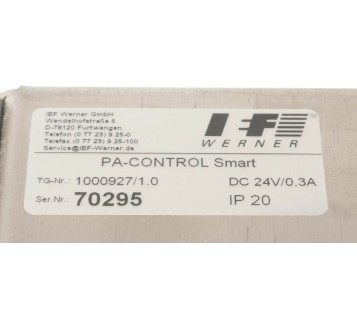 IEF Werner GmbH
Wendelhofstraße 6
D-78120 Furtwangen
Telefon (0 77 23) 9 25-0
Telefax (0 77 23) 9 25-100
Service@IEF-Werner.de
IEF
WERNER
PA-CONTROL Smart
TG-Nr.: 1000927/1.0 DC 24V/0.3A
Ser.Nr.: 70295 IP 20